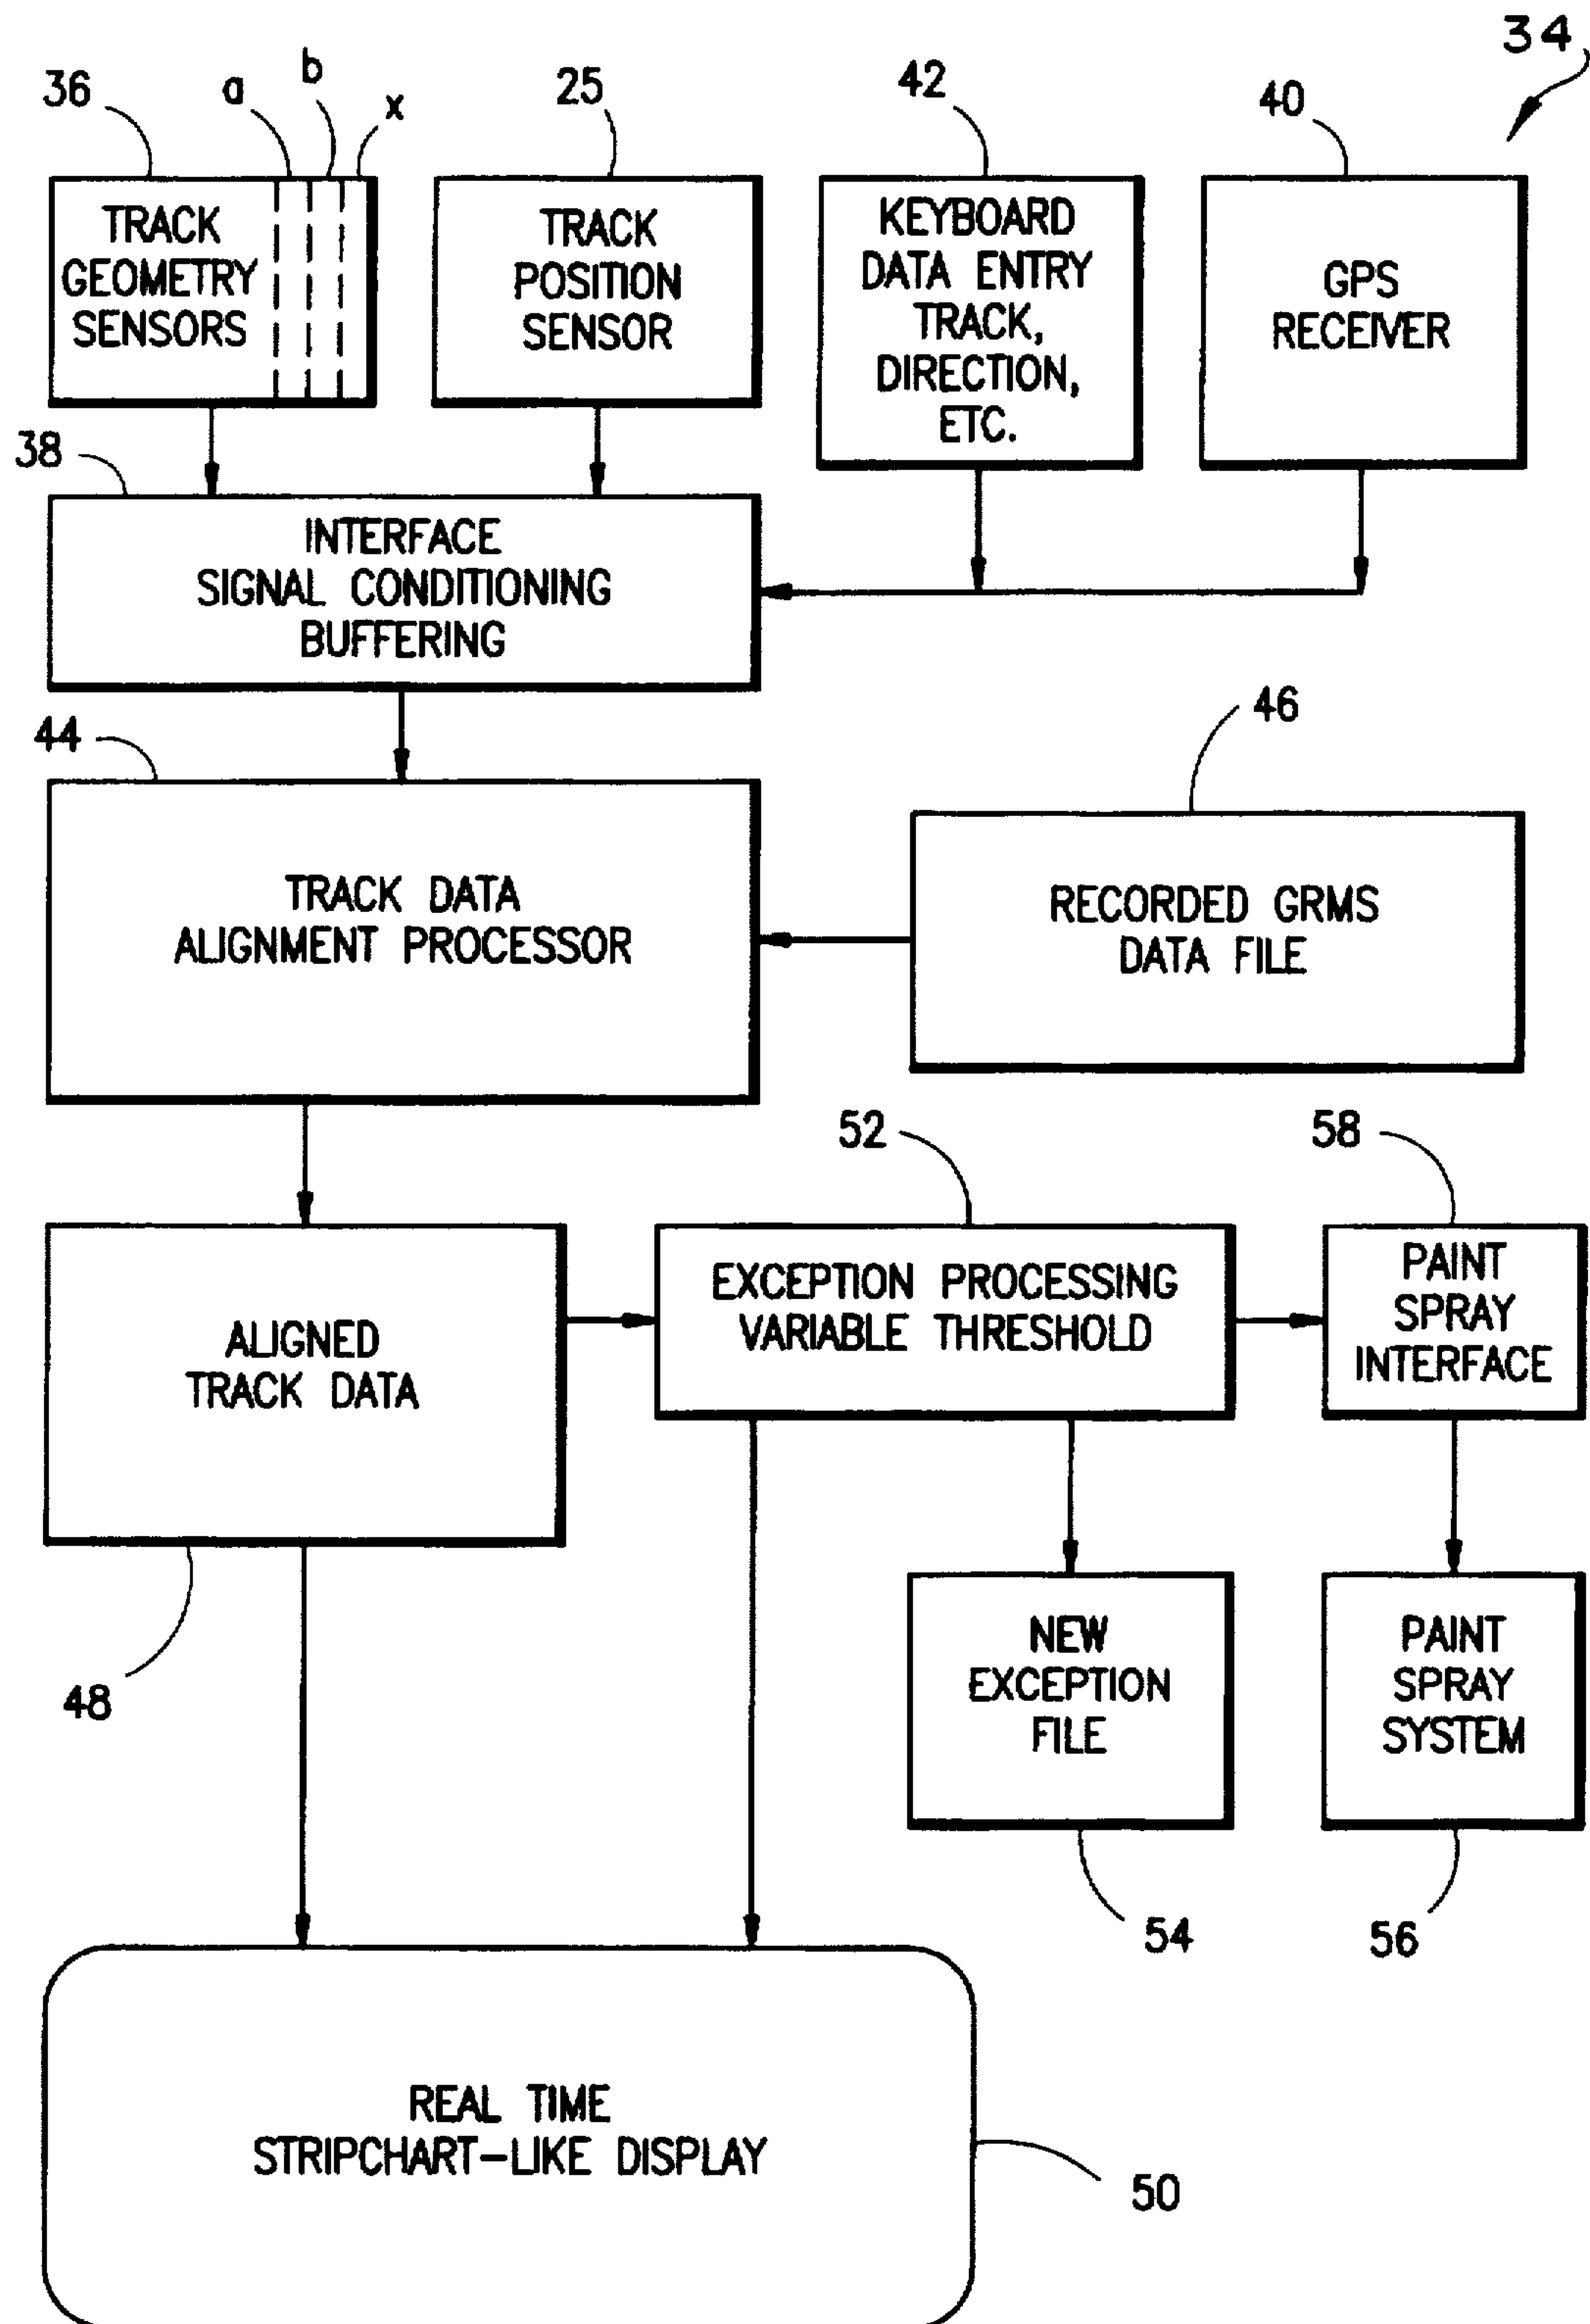 34
36
a
b
x
25
42
40
TRACK
GEOMETRY
SENSORS
TRACK
POSITION
SENSOR
KEYBOARD
DATA ENTRY
TRACK,
DIRECTION,
ETC.
GPS
RECEIVER
38
INTERFACE
SIGNAL CONDITIONING
BUFFERING
44
46
TRACK DATA
ALIGNMENT PROCESSOR
RECORDED GRMS
DATA FILE
52
58
ALIGNED
TRACK DATA
EXCEPTION PROCESSING
VARIABLE THRESHOLD
PAINT
SPRAY
INTERFACE
48
NEW
EXCEPTION
FILE
PAINT
SPRAY
SYSTEM
54
56
REAL TIME
STRIPCHART-LIKE DISPLAY
50